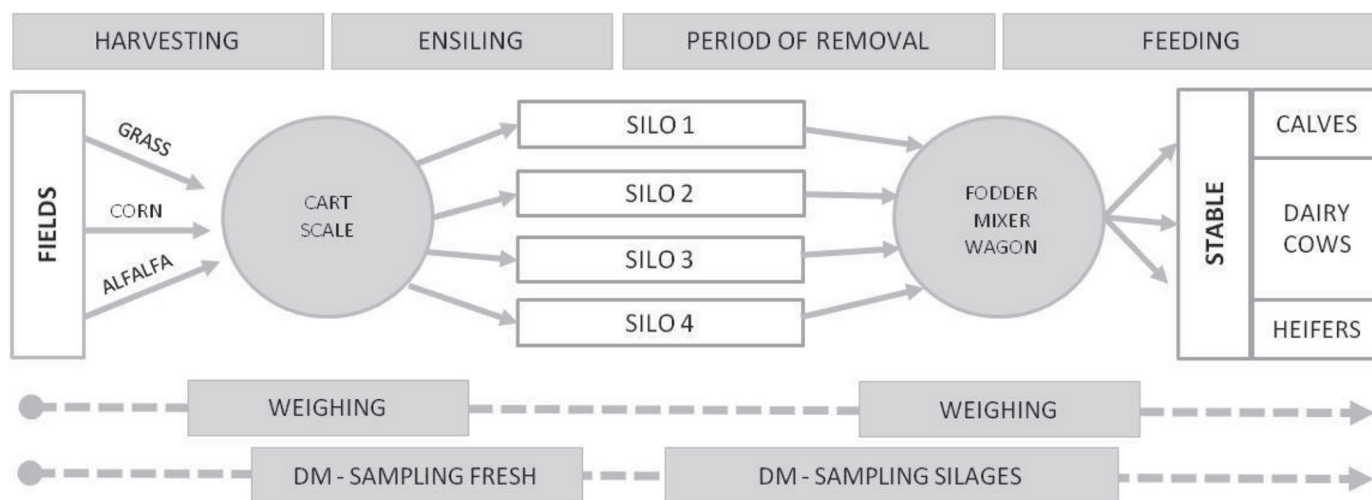 HARVESTING
ENSILING
PERIOD OF REMOVAL
FEEDING
FIELDS
GRASS
CORN
ALFALFA
CART
SCALE
SILO 1
SILO 2
SILO 3
SILO 4
FODDER
MIXER
WAGON
STABLE
CALVES
DAIRY
COWS
HEIFERS
WEIGHING
WEIGHING
DM - SAMPLING FRESH
DM - SAMPLING SILAGES